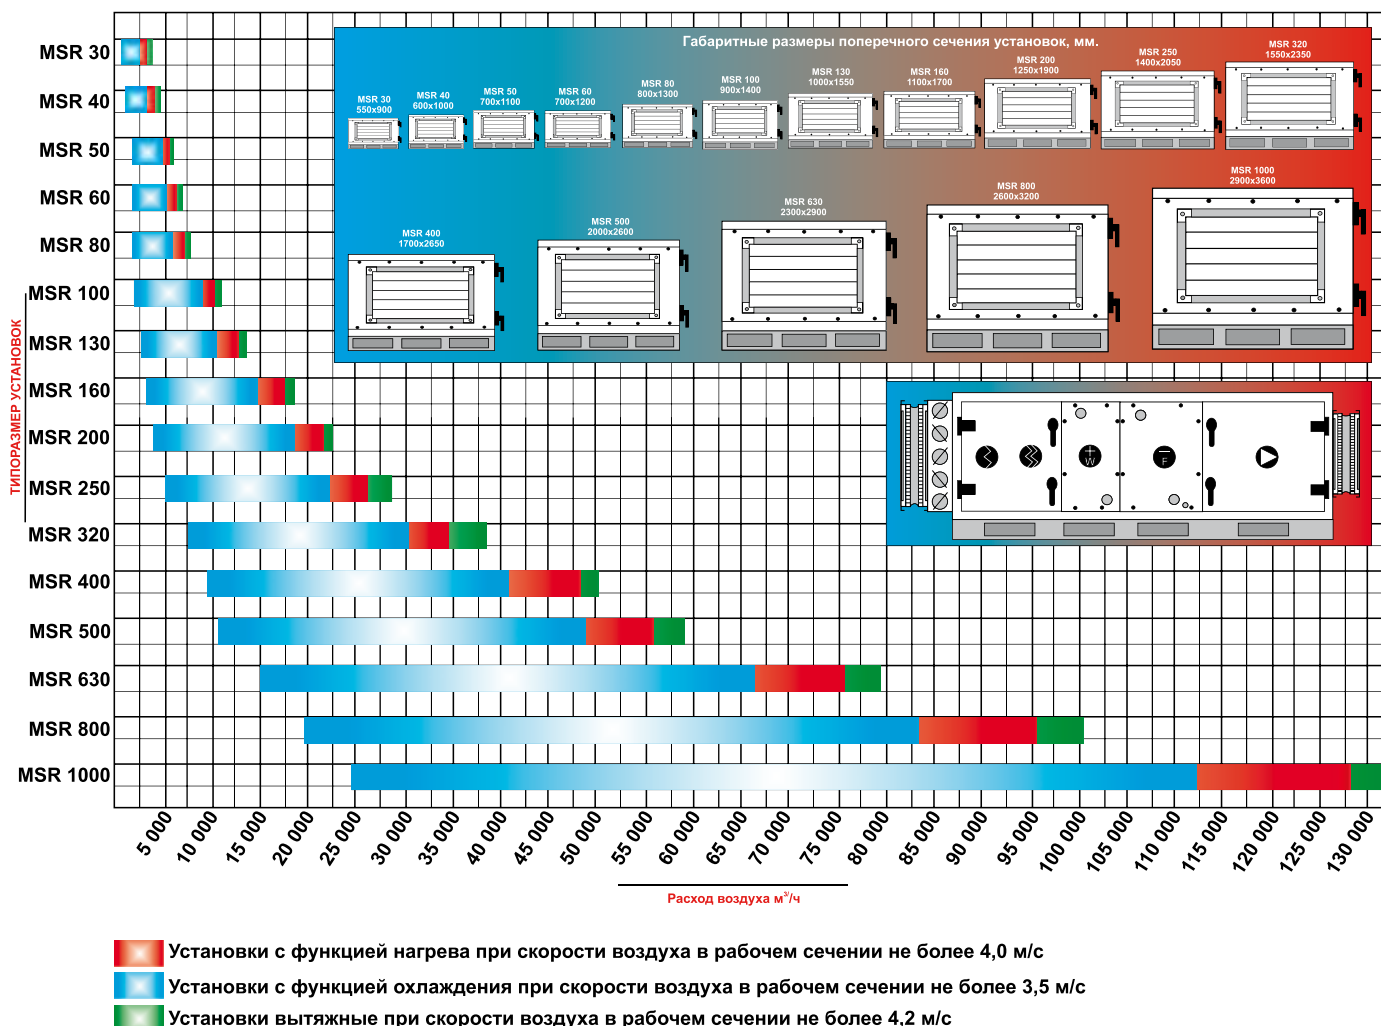 MSR 30
MSR 40
MSR 50
MSR 60
MSR 80
MSR 100
MSR 130
MSR 160
MSR 200
MSR 250
MSR 320
MSR 400
MSR 500
MSR 630
MSR 800
MSR 1000
ТИПОРАЗМЕР УСТАНОВОК
Габаритные размеры поперечного сечения установок, мм.
MSR 30
550x900
MSR 40
600x1000
MSR 50
700x1100
MSR 60
700x1200
MSR 80
800x1300
MSR 100
900x1400
MSR 130
1000x1550
MSR 160
1100x1700
MSR 200
1250x1900
MSR 250
1400x2050
MSR 320
1550x2350
MSR 400
1700x2650
MSR 500
2000x2600
MSR 630
2300x2900
MSR 800
2600x3200
MSR 1000
2900x3600
W
F
5 000
10 000
15 000
20 000
25 000
30 000
35 000
40 000
50 000
55 000
60 000
65 000
70 000
75 000
80 000
85 000
90 000
95 000
100 000
105 000
110 000
115 000
120 000
125 000
130 000
Расход воздуха м³/ч
Установки с функцией нагрева при скорости воздуха в рабочем сечении не более 4,0 м/с
Установки с функцией охлаждения при скорости воздуха в рабочем сечении не более 3,5 м/с
Установки вытяжные при скорости воздуха в рабочем сечении не более 4,2 м/с